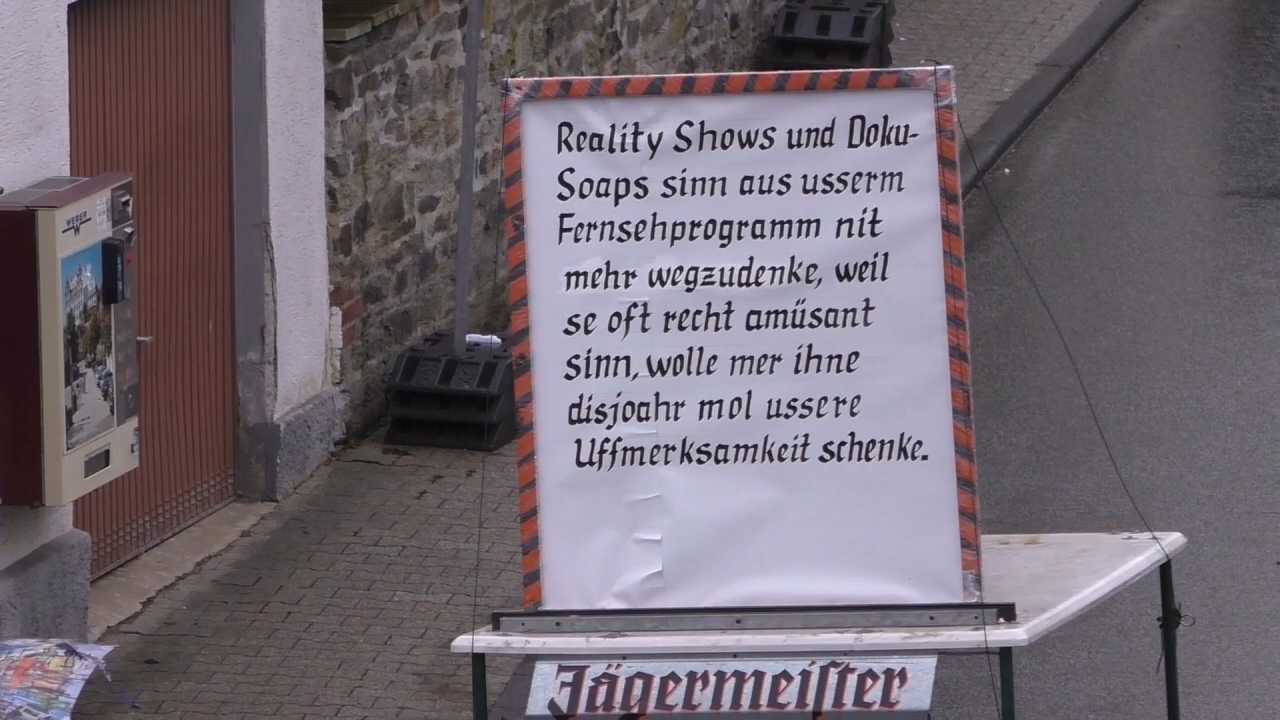 WEBER
Reality Shows und Doku-
Soaps sinn aus usserm
Fernsehprogramm nit
mehr wegzudenke, weil
se oft recht amüsant
sinn, wolle mer ihne
disjoahr mol ussere
Uffmerksamkeit schenke.
Jägermeiſter